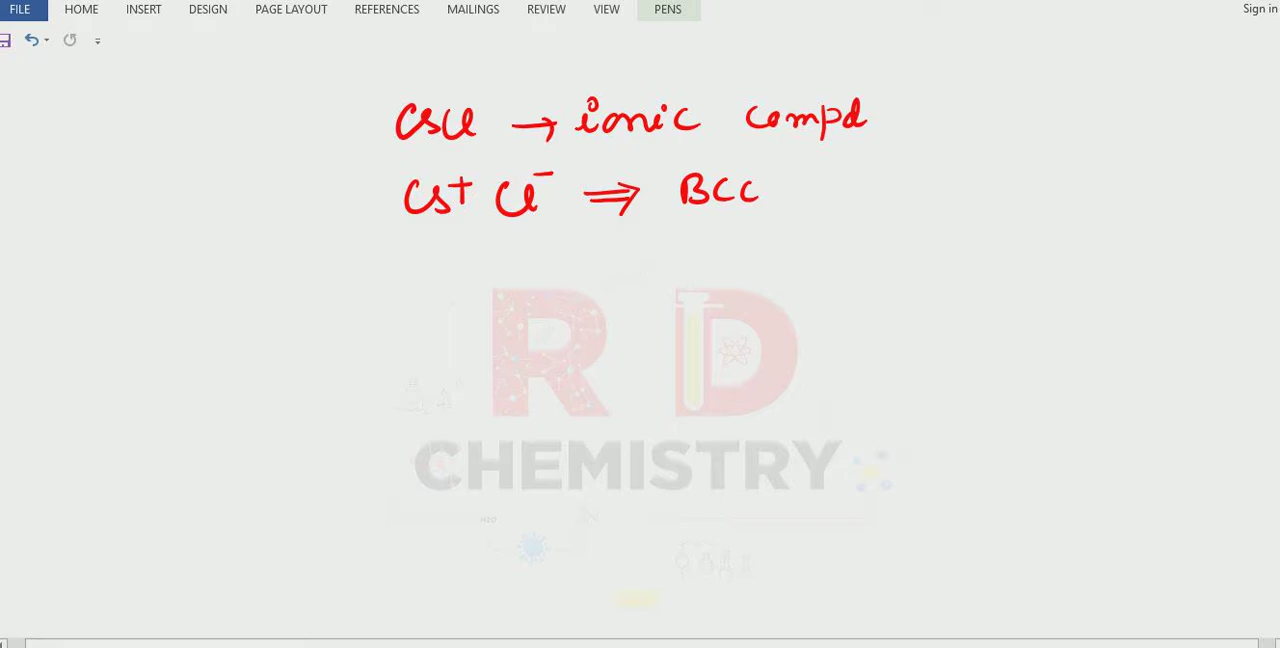 FILE HOME INSERT DESIGN PAGE LAYOUT REFERENCES MAILINGS REVIEW VIEW PENS Sign in
CsCl → ionic compd
Cs⁺ Cl⁻ ⇒ BCC
R D
CHEMISTRY
H2O